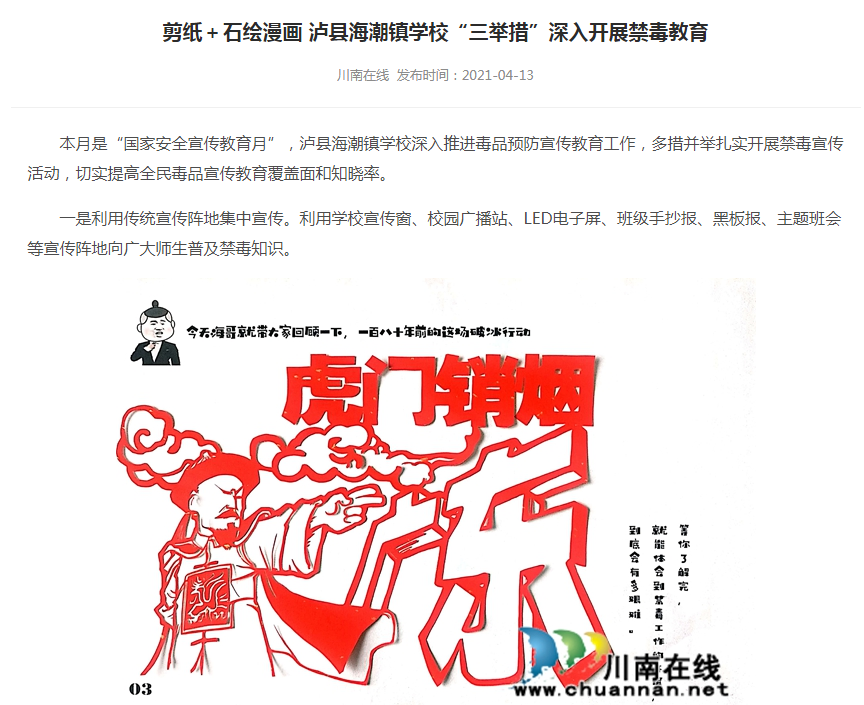 剪纸＋石绘漫画 泸县海潮镇学校“三举措”深入开展禁毒教育
川南在线 发布时间：2021-04-13
本月是“国家安全宣传教育月”，泸县海潮镇学校深入推进毒品预防宣传教育工作，多措并举扎实开展禁毒宣传
活动，切实提高全民毒品宣传教育覆盖面和知晓率。
一是利用传统宣传阵地集中宣传。利用学校宣传窗、校园广播站、LED电子屏、班级手抄报、黑板报、主题班会
等宣传阵地向广大师生普及禁毒知识。
今天海哥就带大家回顾一下，一百八十年前的这场破冰行动
虎门销烟
等你了解完，
就能体会到禁毒工作的
到底会有多艰难。
03
川南在线
www.chuannan.net